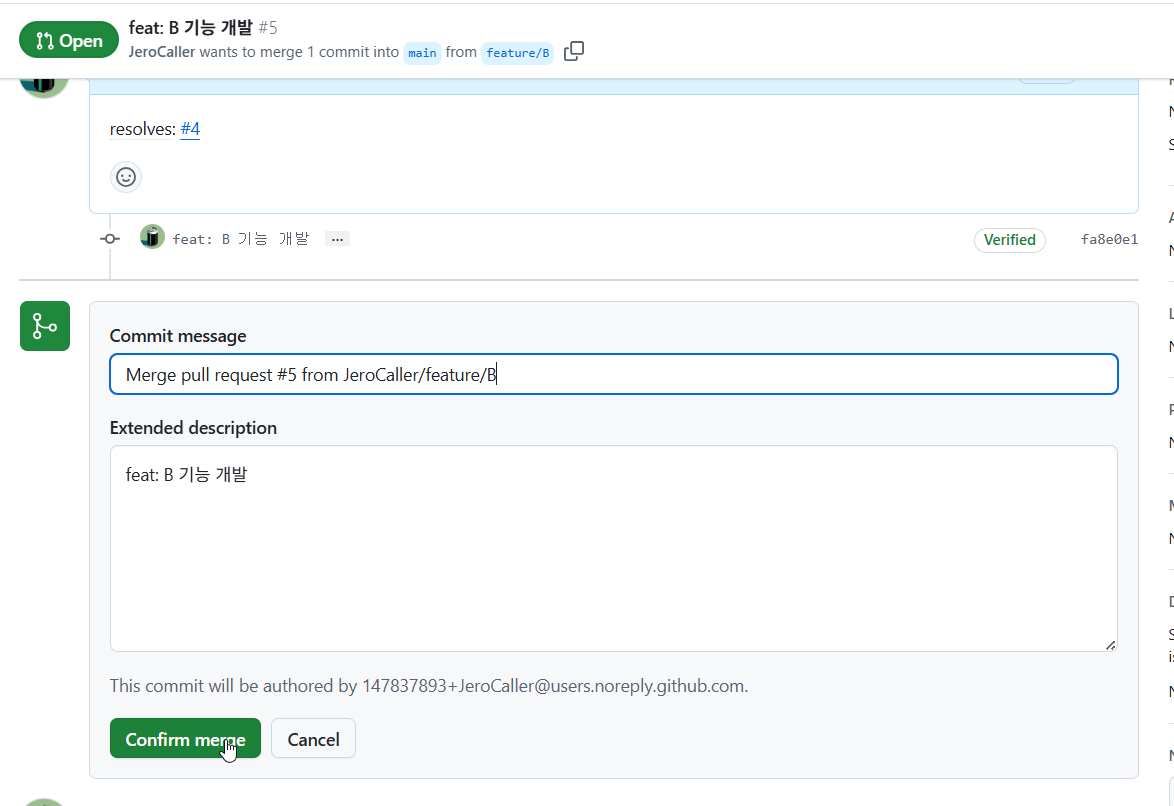 Open
feat: B 기능 개발 #5
JeroCaller wants to merge 1 commit into main from feature/B
resolves: #4
feat: B 기능 개발 ...
Verified
fa8e0e1
Commit message
Merge pull request #5 from JeroCaller/feature/B
Extended description
feat: B 기능 개발
This commit will be authored by 147837893+JeroCaller@users.noreply.github.com.
Confirm merge
Cancel